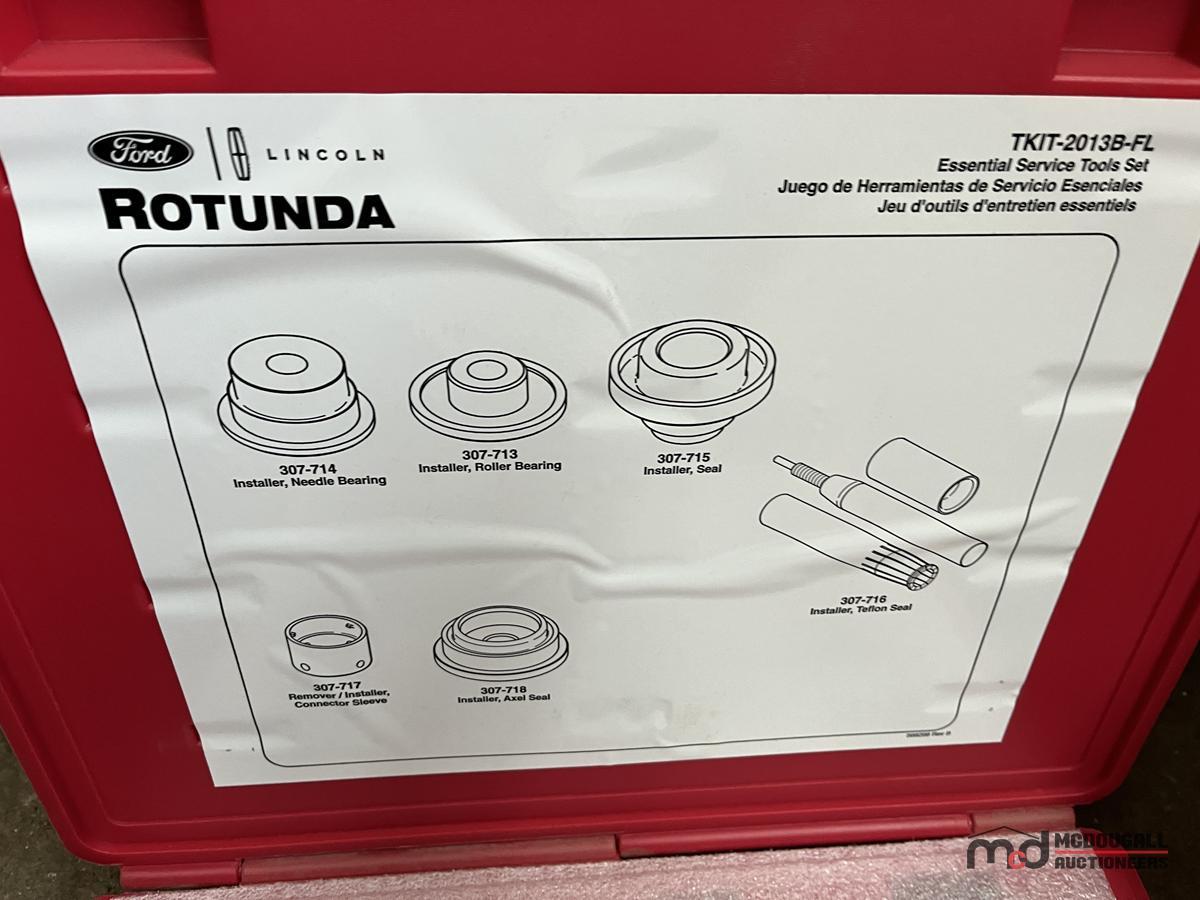 Ford LINCOLN
ROTUNDA
TKIT-2013B-FL
Essential Service Tools Set
Juego de Herramientas de Servicio Esenciales
Jeu d'outils d'entretien essentiels
307-714
Installer, Needle Bearing
307-713
Installer, Roller Bearing
307-715
Installer, Seal
307-716
Installer, Teflon Seal
307-717
Remover / Installer,
Connector Sleeve
307-718
Installer, Axel Seal
Rev B
mcd MCDOUGALL
AUCTIONEERS